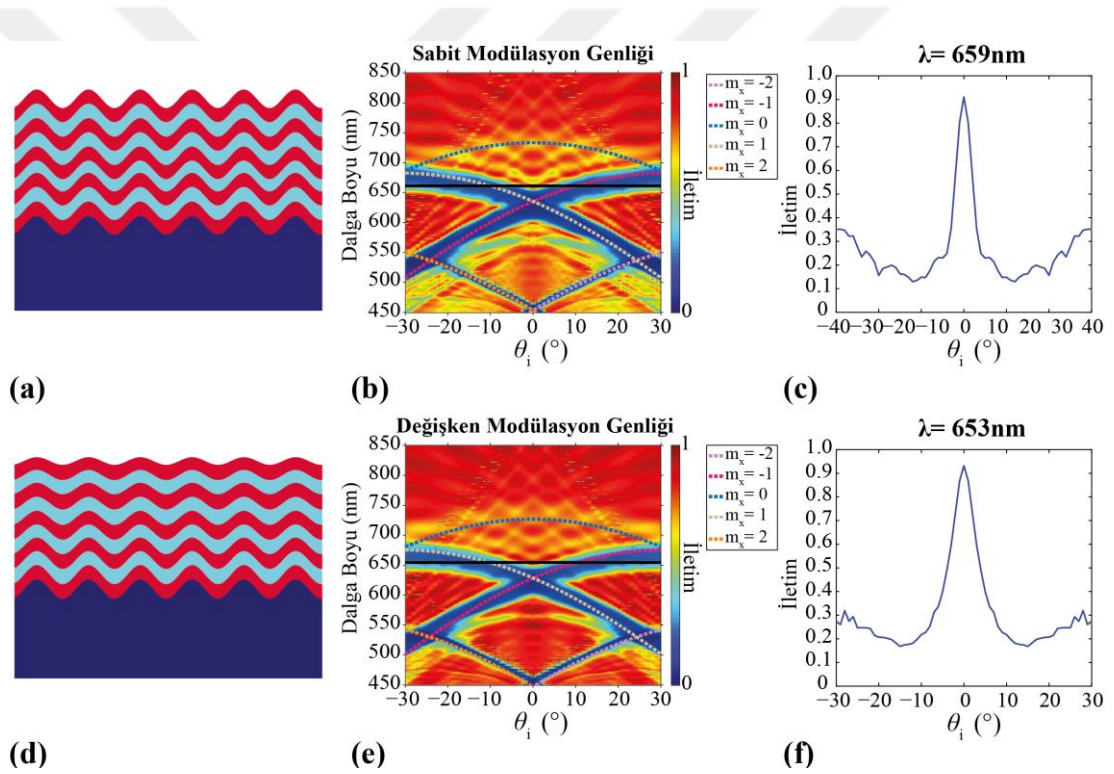 Sabit Modülasyon Genliği
850
800
750
700
650
600
550
500
450
−30 −20 −10 0 10 20 30
Dalga Boyu (nm)
θi (°)
1
İletim
0
mx= -2
mx= -1
mx= 0
mx= 1
mx= 2
λ= 659nm
1.0
0.9
0.8
0.7
0.6
0.5
0.4
0.3
0.2
0.1
0
−40 −30 −20 −10 0 10 20 30 40
İletim
θi (°)
(a) (b) (c)
Değişken Modülasyon Genliği
850
800
750
700
650
600
550
500
450
−30 −20 −10 0 10 20 30
Dalga Boyu (nm)
θi (°)
1
İletim
0
mx= -2
mx= -1
mx= 0
mx= 1
mx= 2
λ= 653nm
1.0
0.9
0.8
0.7
0.6
0.5
0.4
0.3
0.2
0.1
0
−30 −20 −10 0 10 20 30
İletim
θi (°)
(d) (e) (f)